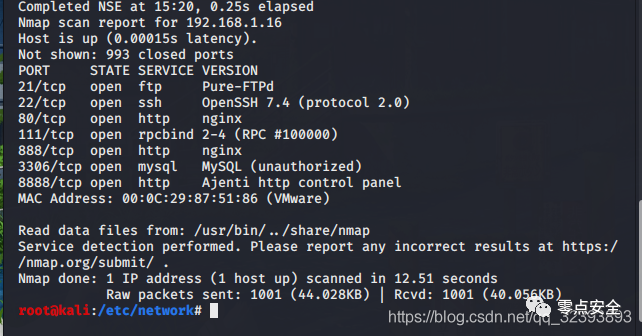 Completed NSE at 15:20, 0.25s elapsed
Nmap scan report for 192.168.1.16
Host is up (0.00015s latency).
Not shown: 993 closed ports
PORT     STATE SERVICE VERSION
21/tcp   open  ftp     Pure-FTPd
22/tcp   open  ssh     OpenSSH 7.4 (protocol 2.0)
80/tcp   open  http    nginx
111/tcp  open  rpcbind 2-4 (RPC #100000)
888/tcp  open  http    nginx
3306/tcp open  mysql   MySQL (unauthorized)
8888/tcp open  http    Ajenti http control panel
MAC Address: 00:0C:29:87:51:86 (VMware)
Read data files from: /usr/bin/../share/nmap
Service detection performed. Please report any incorrect results at https:/
/nmap.org/submit/ .
Nmap done: 1 IP address (1 host up) scanned in 12.51 seconds
Raw packets sent: 1001 (44.028KB) | Rcvd: 1001 (40.056KB)
零点安全
root@kali:/etc/network#
https://blog.csdn.net/qq_32393893